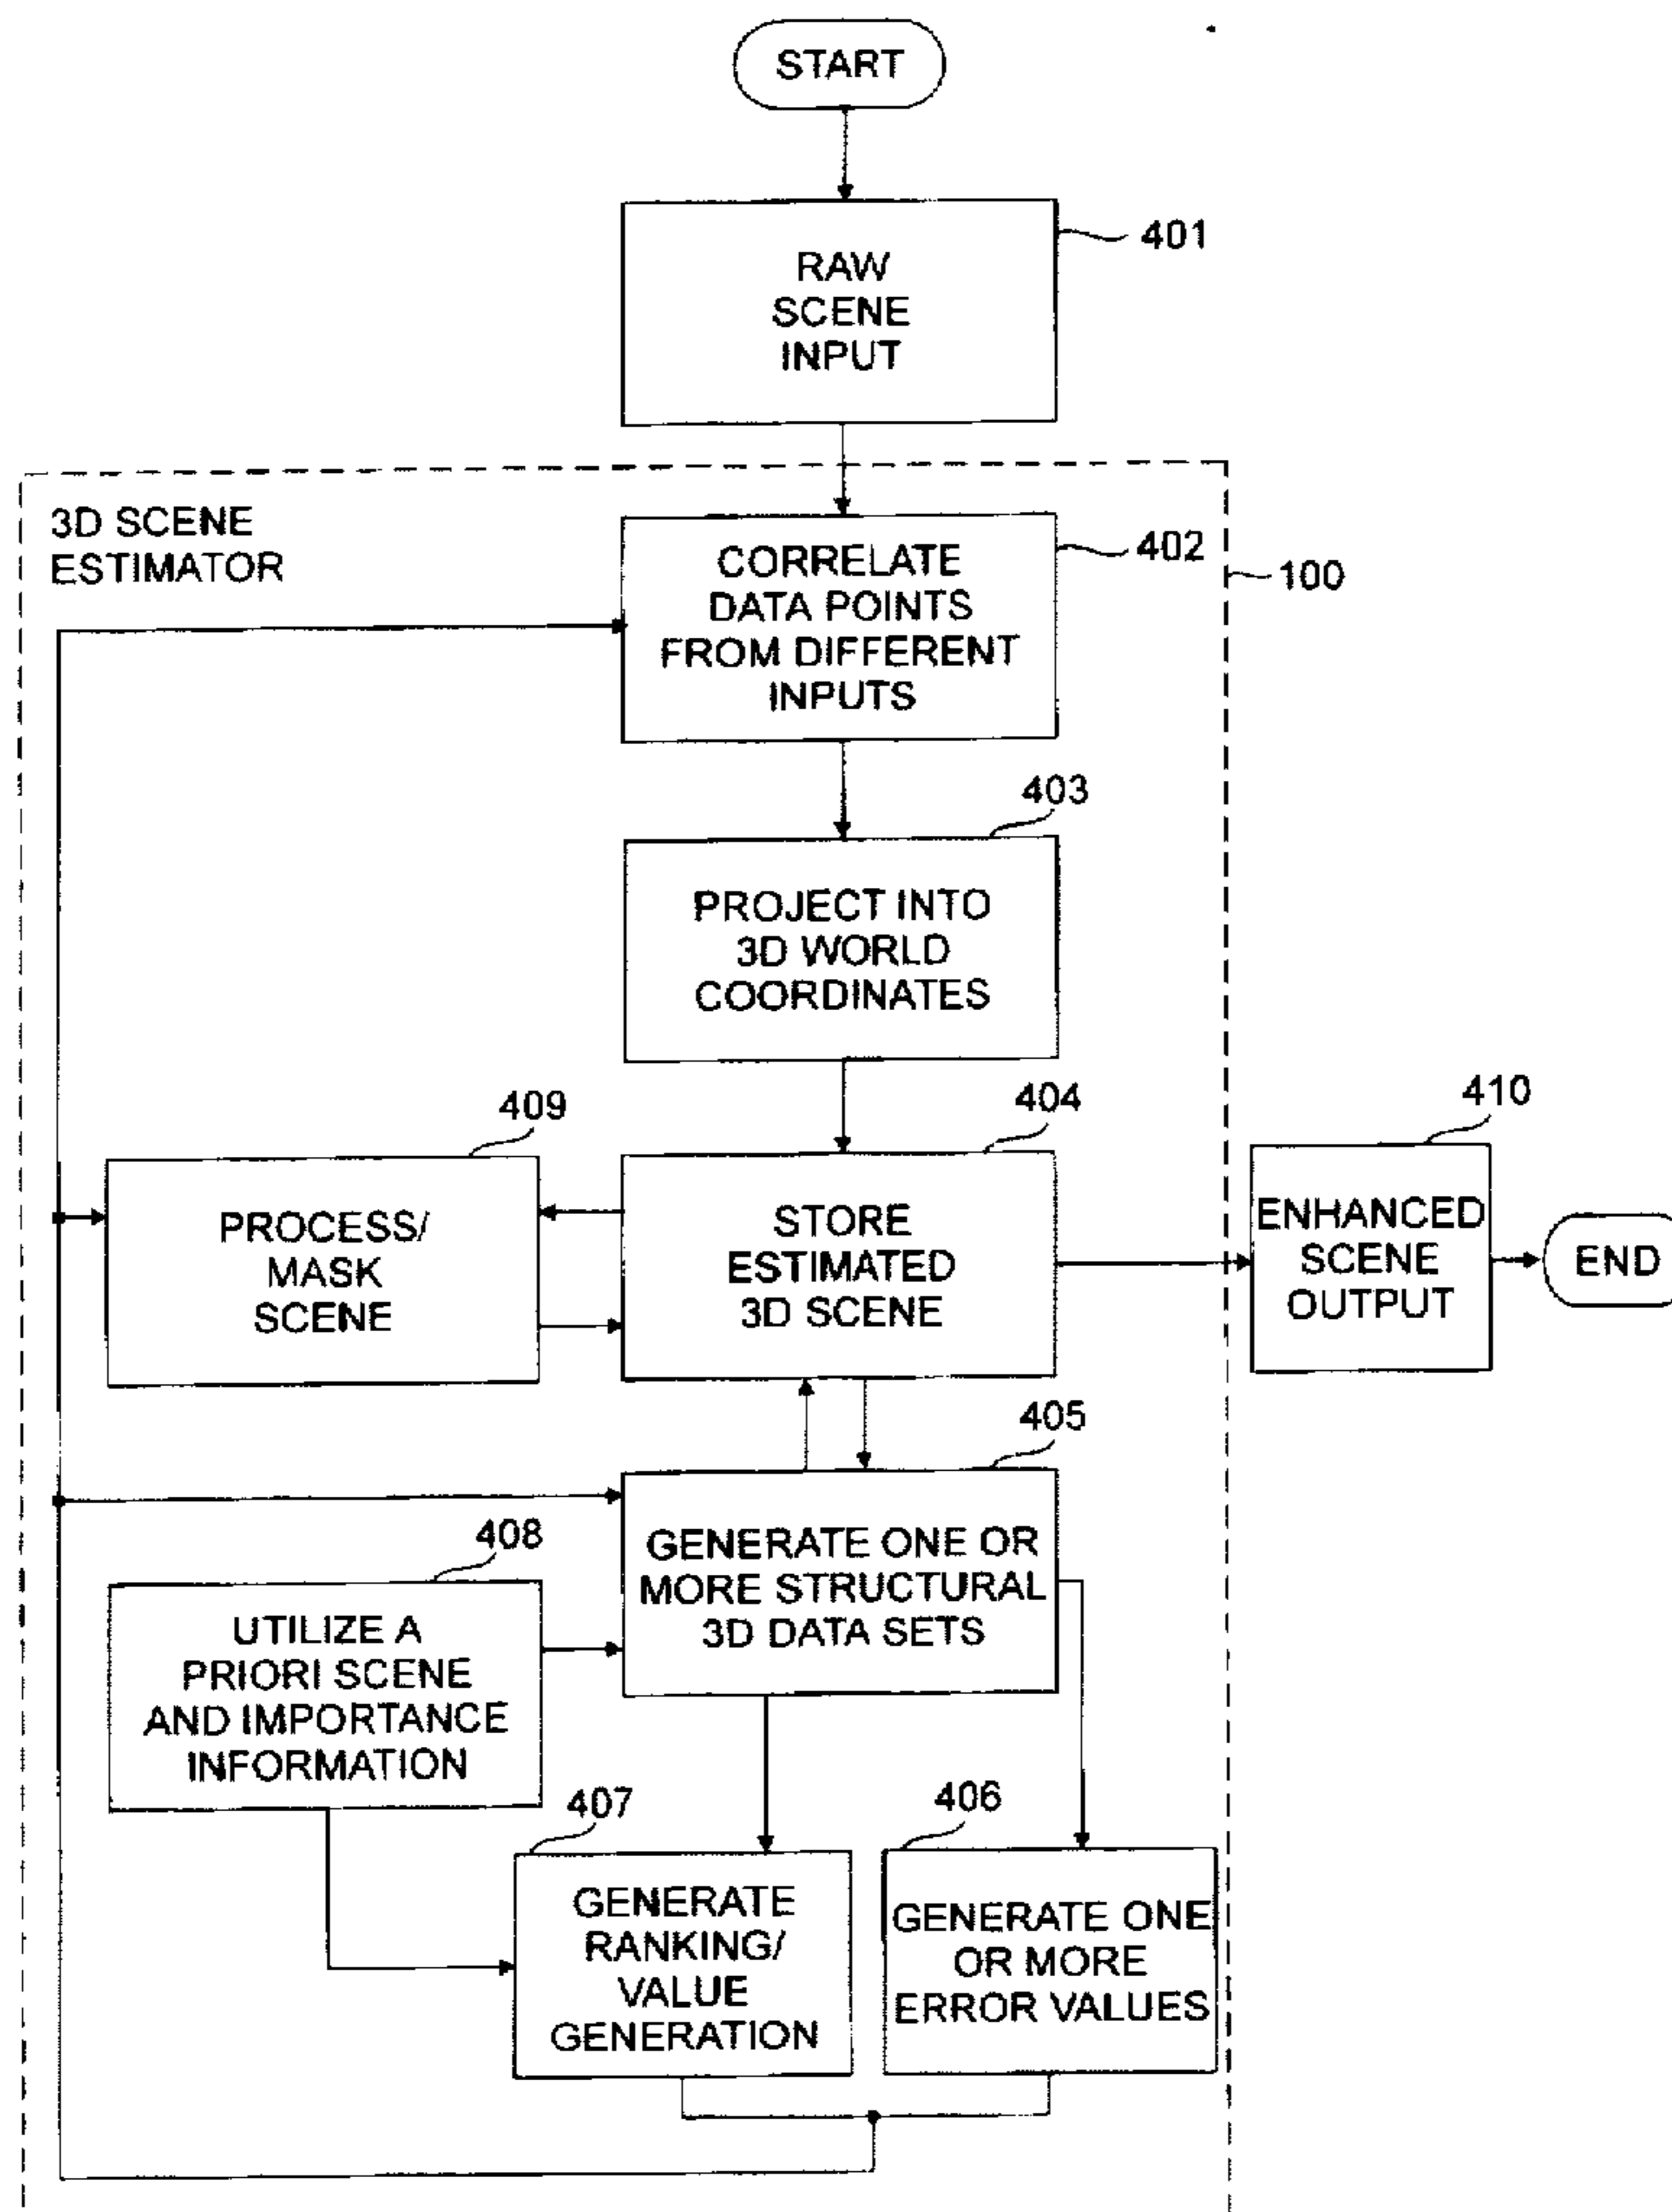 START
RAW
SCENE
INPUT
401
3D SCENE
ESTIMATOR
CORRELATE
DATA POINTS
FROM DIFFERENT
INPUTS
402
100
403
PROJECT INTO
3D WORLD
COORDINATES
409
404
410
PROCESS/
MASK
SCENE
STORE
ESTIMATED
3D SCENE
ENHANCED
SCENE
OUTPUT
END
405
408
GENERATE ONE OR
MORE STRUCTURAL
3D DATA SETS
UTILIZE A
PRIORI SCENE
AND IMPORTANCE
INFORMATION
407
406
GENERATE
RANKING/
VALUE
GENERATION
GENERATE ONE
OR MORE
ERROR VALUES